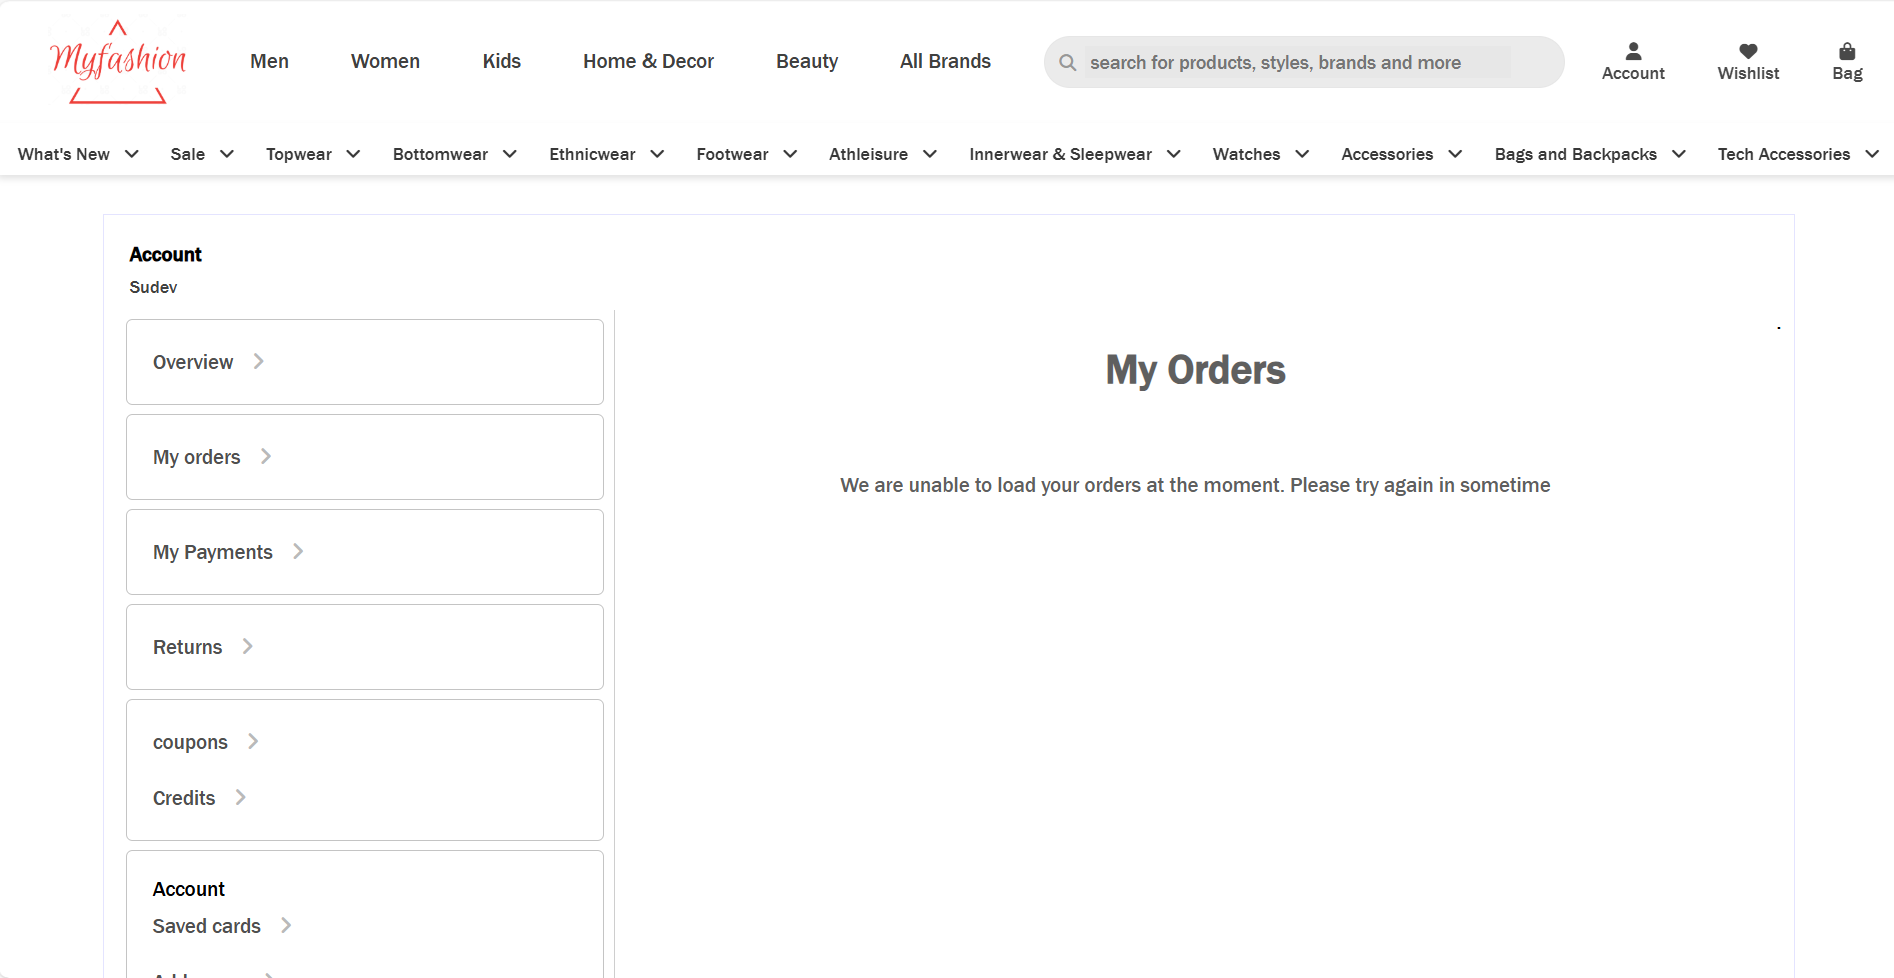 Myfashion
Men Women Kids Home & Decor Beauty All Brands search for products, styles, brands and more Account Wishlist Bag
What's New Sale Topwear Bottomwear Ethnicwear Footwear Athleisure Innerwear & Sleepwear Watches Accessories Bags and Backpacks Tech Accessories
Account
Sudev
Overview
My orders
My Payments
Returns
coupons
Credits
Account
Saved cards
My Orders
We are unable to load your orders at the moment. Please try again in sometime